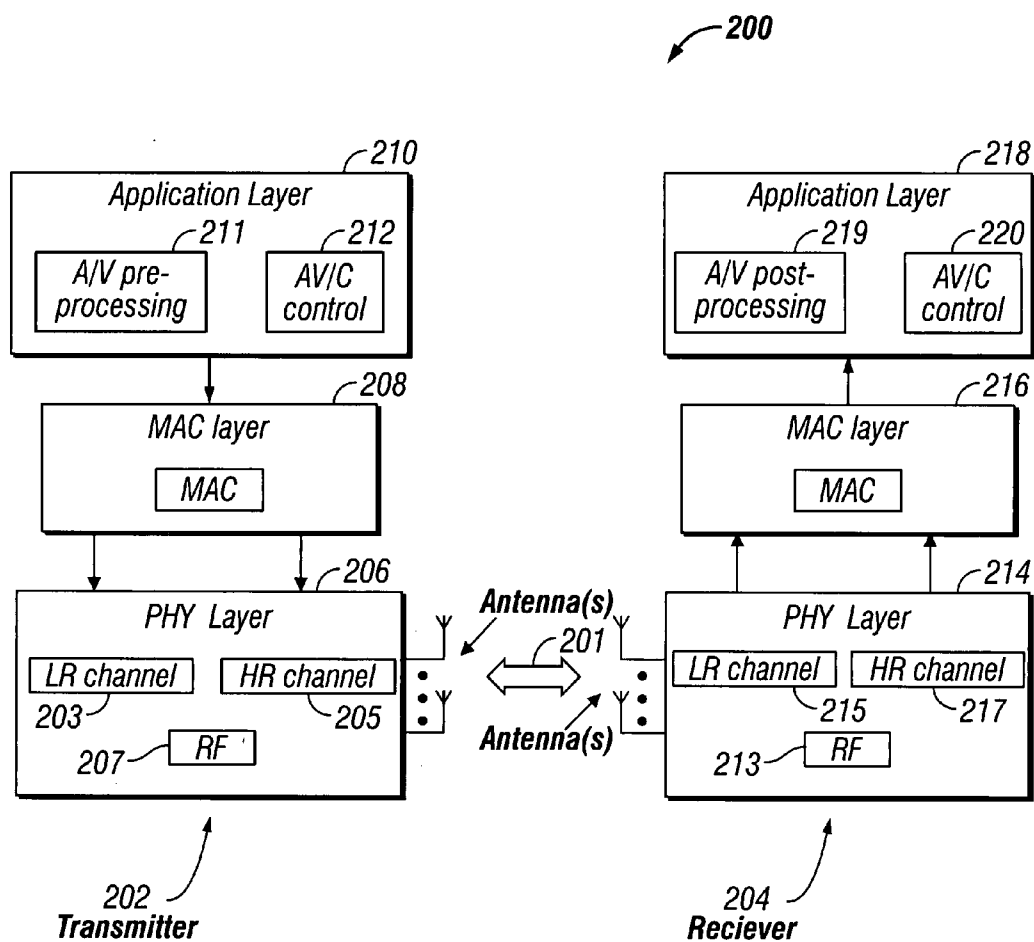 200
210
Application Layer
211
A/V pre-
processing
212
AV/C
control
208
MAC layer
MAC
206
PHY Layer
LR channel
203
HR channel
205
207
RF
202
Transmitter
Antenna(s)
201
Antenna(s)
218
Application Layer
219
A/V post-
processing
220
AV/C
control
216
MAC layer
MAC
214
PHY Layer
LR channel
215
HR channel
217
213
RF
204
Reciever